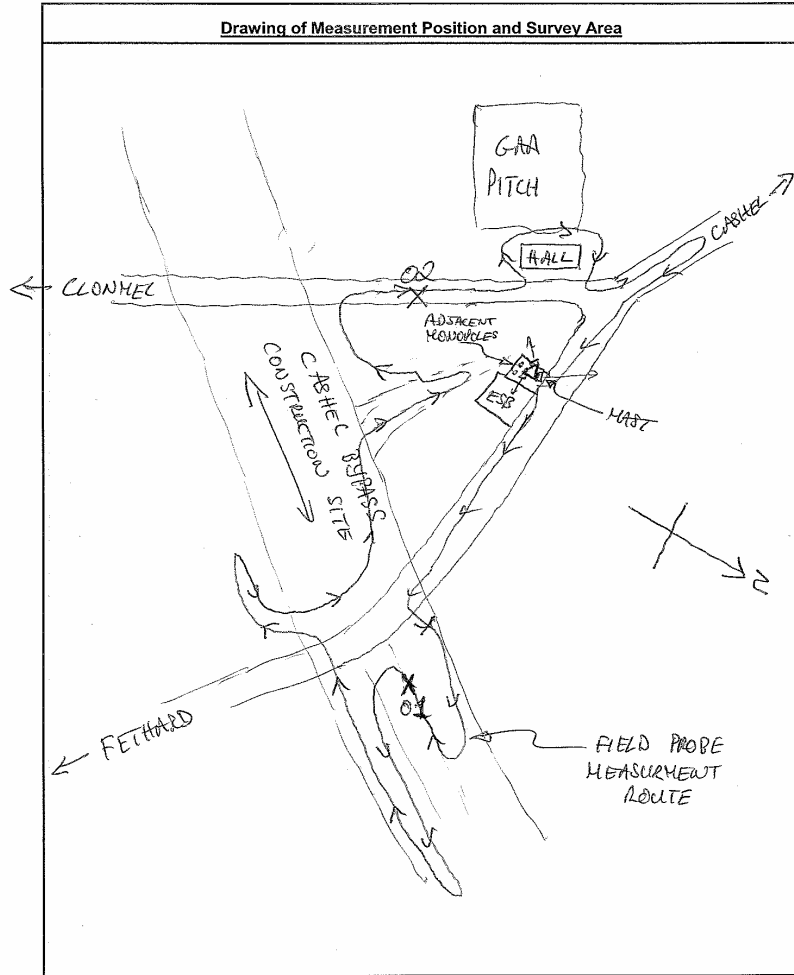 Drawing of Measurement Position and Survey Area
GAA
PITCH
CASHEL
HALL
CLONMEL
02
ADJACENT
MONOPOLES
ESB
MAST
CASHEL BYPASS
CONSTRUCTION SITE
N
01
FETHARD
FIELD PROBE
MEASURMENT
ROUTE